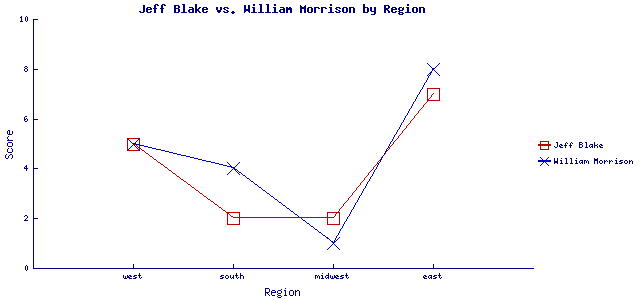 Jeff Blake vs. William Morrison by Region
10
8
6
4
2
0
Score
west south midwest east
Region
Jeff Blake
William Morrison